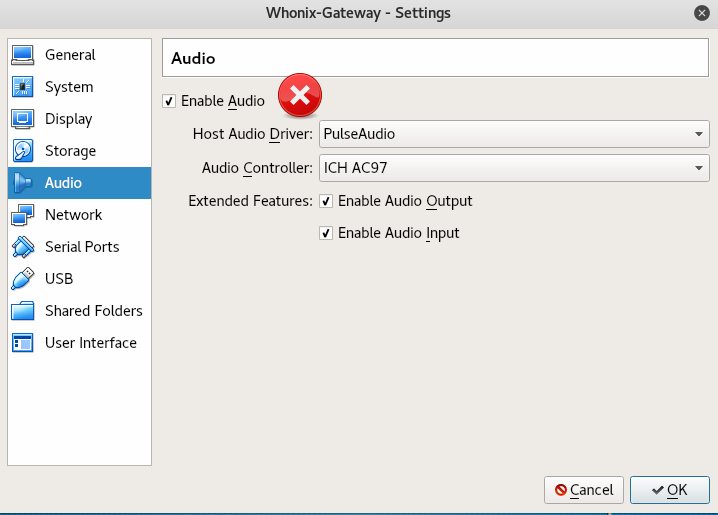 Whonix-Gateway - Settings
General
System
Display
Storage
Audio
Network
Serial Ports
USB
Shared Folders
User Interface
Audio
Enable Audio
Host Audio Driver: PulseAudio
Audio Controller: ICH AC97
Extended Features: Enable Audio Output
Enable Audio Input
Cancel OK